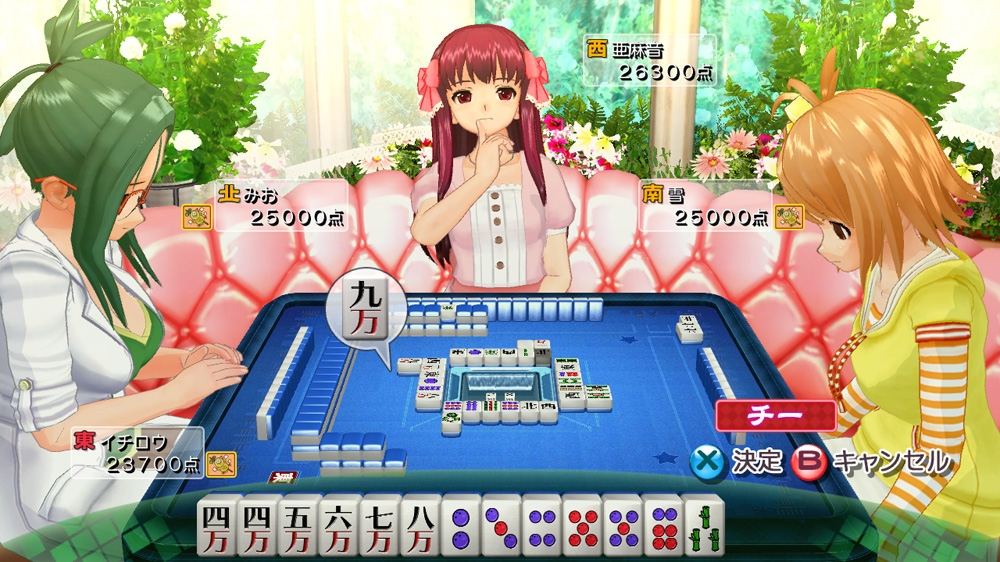 西 亜麻音
26300点
北 みお
25000点
南 雪
25000点
九万
東 イチロウ
23700点
チー
X 決定 B キャンセル
四万 四万 五万 六万 七万 八万